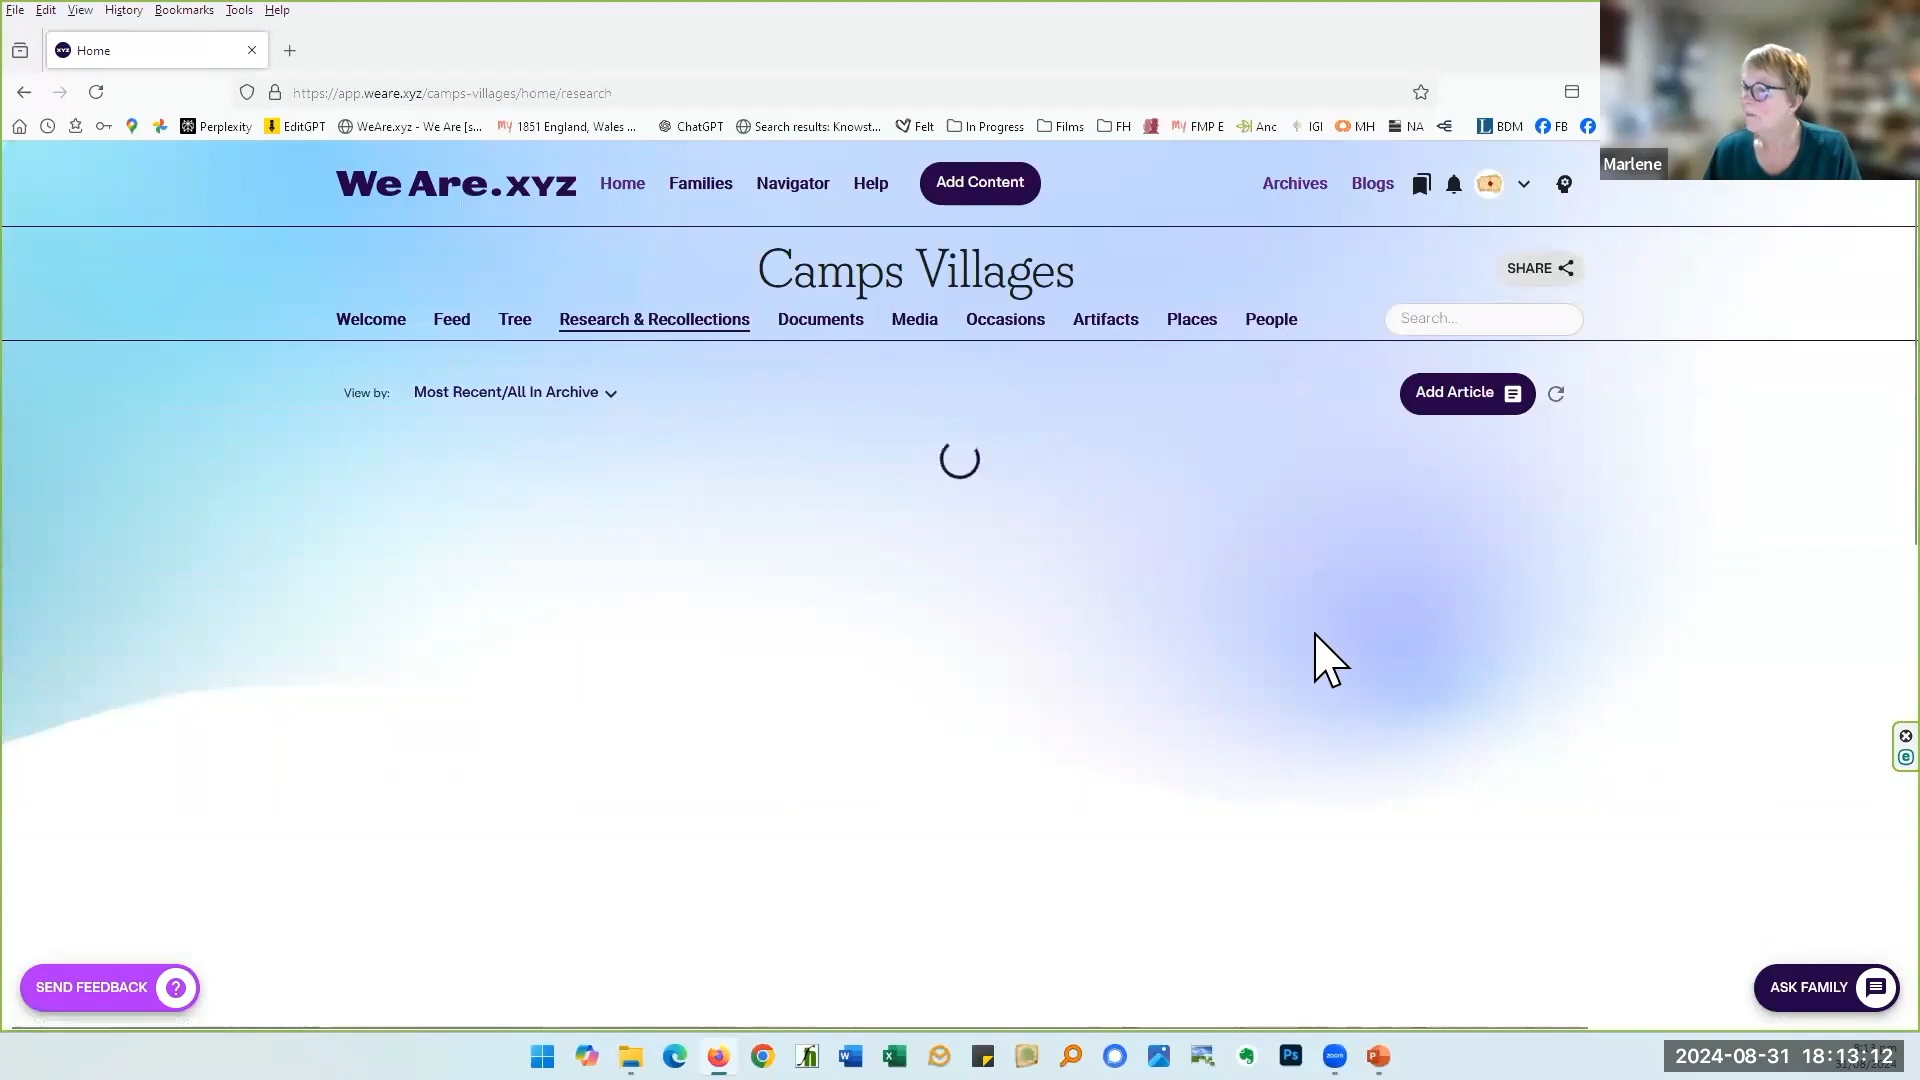 File Edit View History Bookmarks Tools Help
Home
https://app.weare.xyz/camps-villages/home/research
Perplexity EditGPT WeAre.xyz - We Are [s... 1851 England, Wales ... ChatGPT Search results: Knowst... Felt In Progress Films FH FMP E Anc IGI MH NA BDM FB
Marlene
We Are.xyz Home Families Navigator Help Add Content Archives Blogs
Camps Villages
SHARE
Welcome Feed Tree Research & Recollections Documents Media Occasions Artifacts Places People Search...
View by: Most Recent/All In Archive Add Article
SEND FEEDBACK ?
ASK FAMILY
2024-08-31 18:13:12